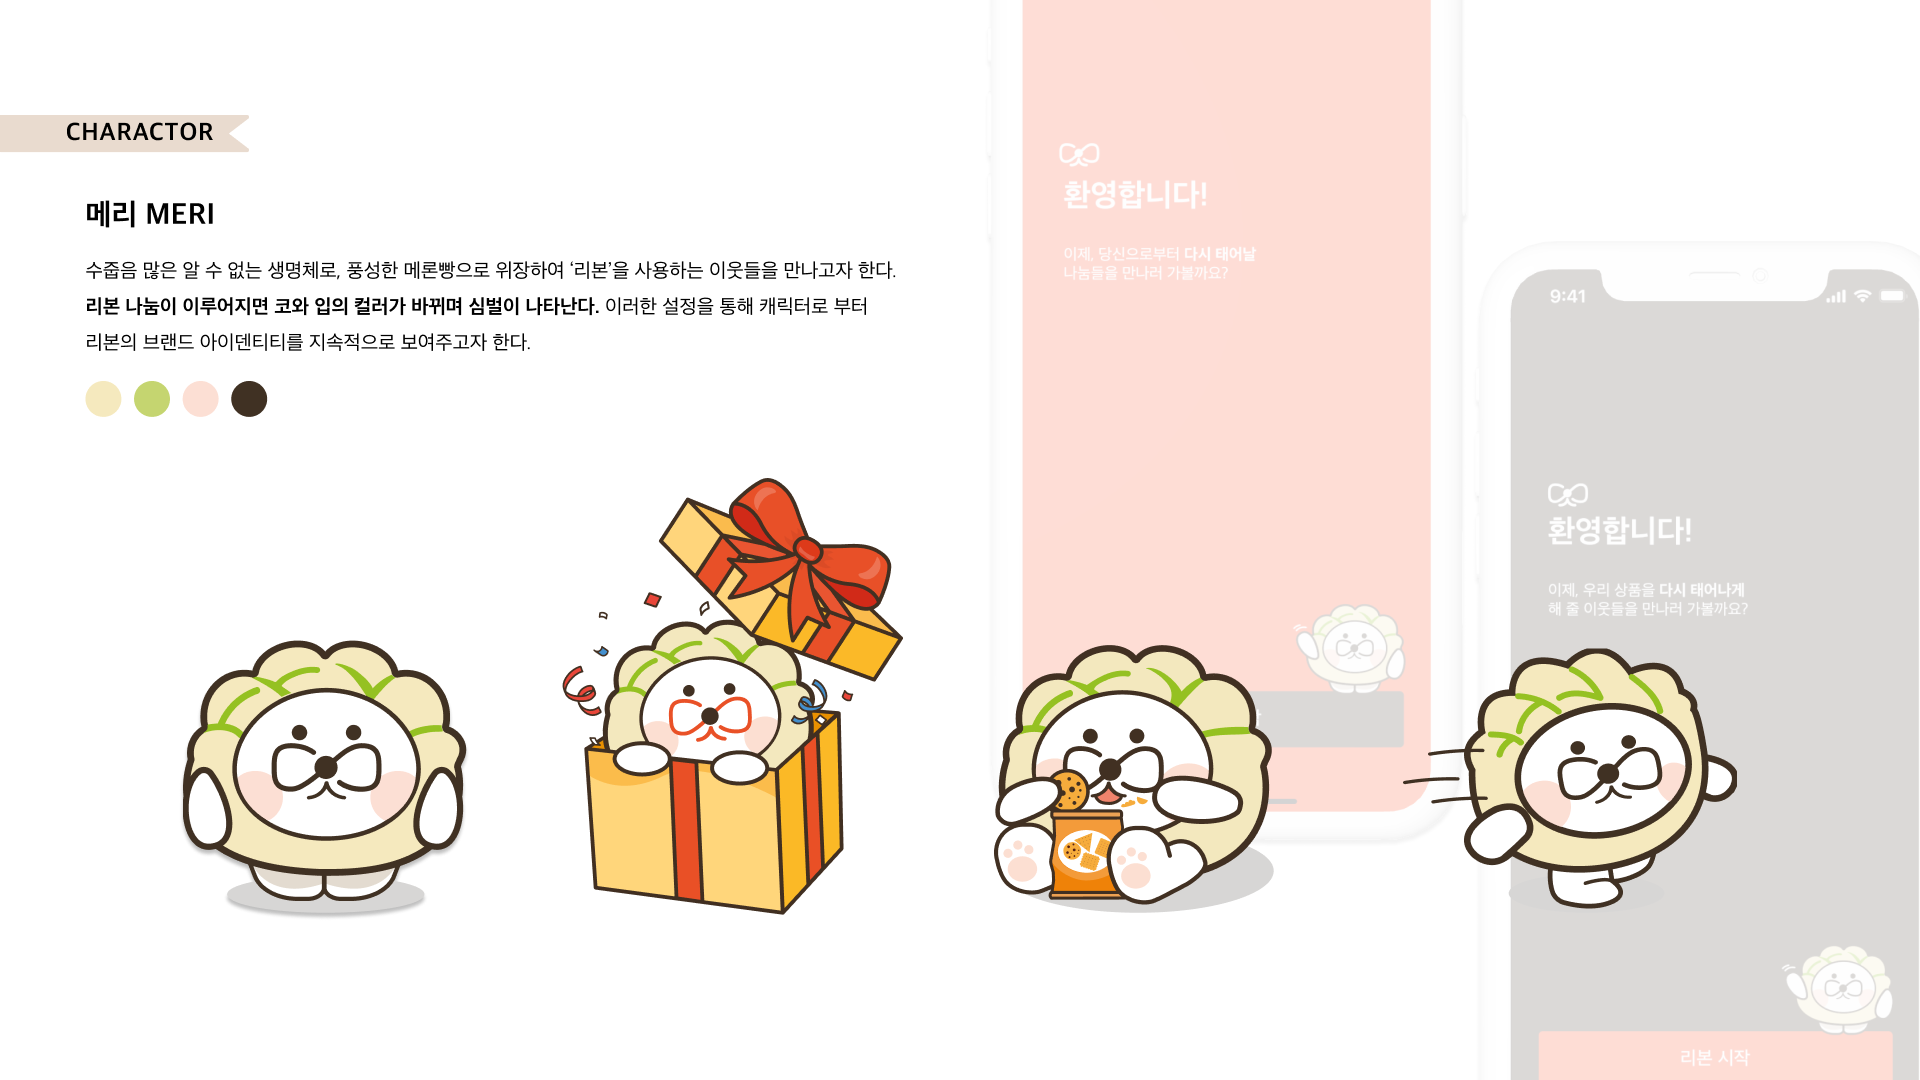 CHARACTOR
메리 MERI
수줍음 많은 알 수 없는 생명체로, 풍성한 메론빵으로 위장하여 ‘리본’을 사용하는 이웃들을 만나고자 한다.
리본 나눔이 이루어지면 코와 입의 컬러가 바뀌며 심벌이 나타난다. 이러한 설정을 통해 캐릭터로 부터
리본의 브랜드 아이덴티티를 지속적으로 보여주고자 한다.
환영합니다!
이제, 당신으로부터 다시 태어날
나눔들을 만나러 가볼까요?
9:41
환영합니다!
이제, 우리 상품을 다시 태어나게
해 줄 이웃들을 만나러 가볼까요?
리본 시작